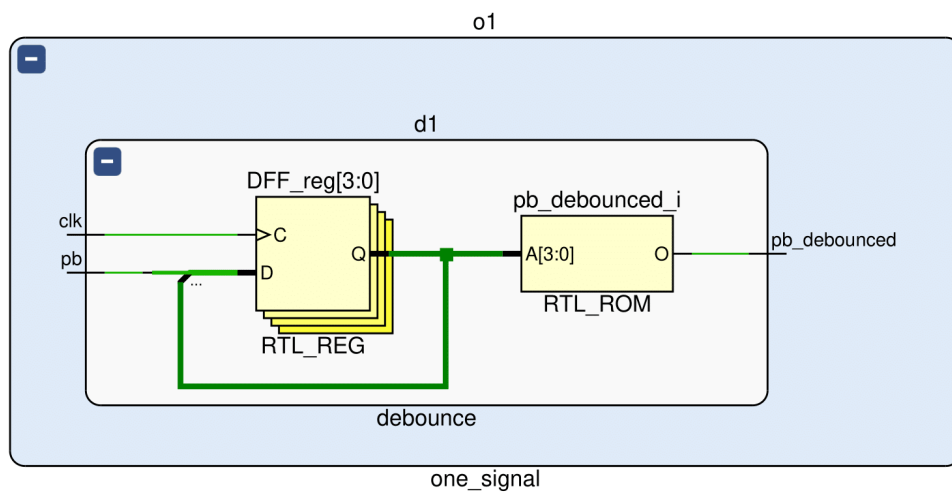 o1
d1
DFF_reg[3:0]
pb_debounced_i
clk
C
pb_debounced
Q
A[3:0]
O
pb
D
...
RTL_ROM
RTL_REG
debounce
one_signal